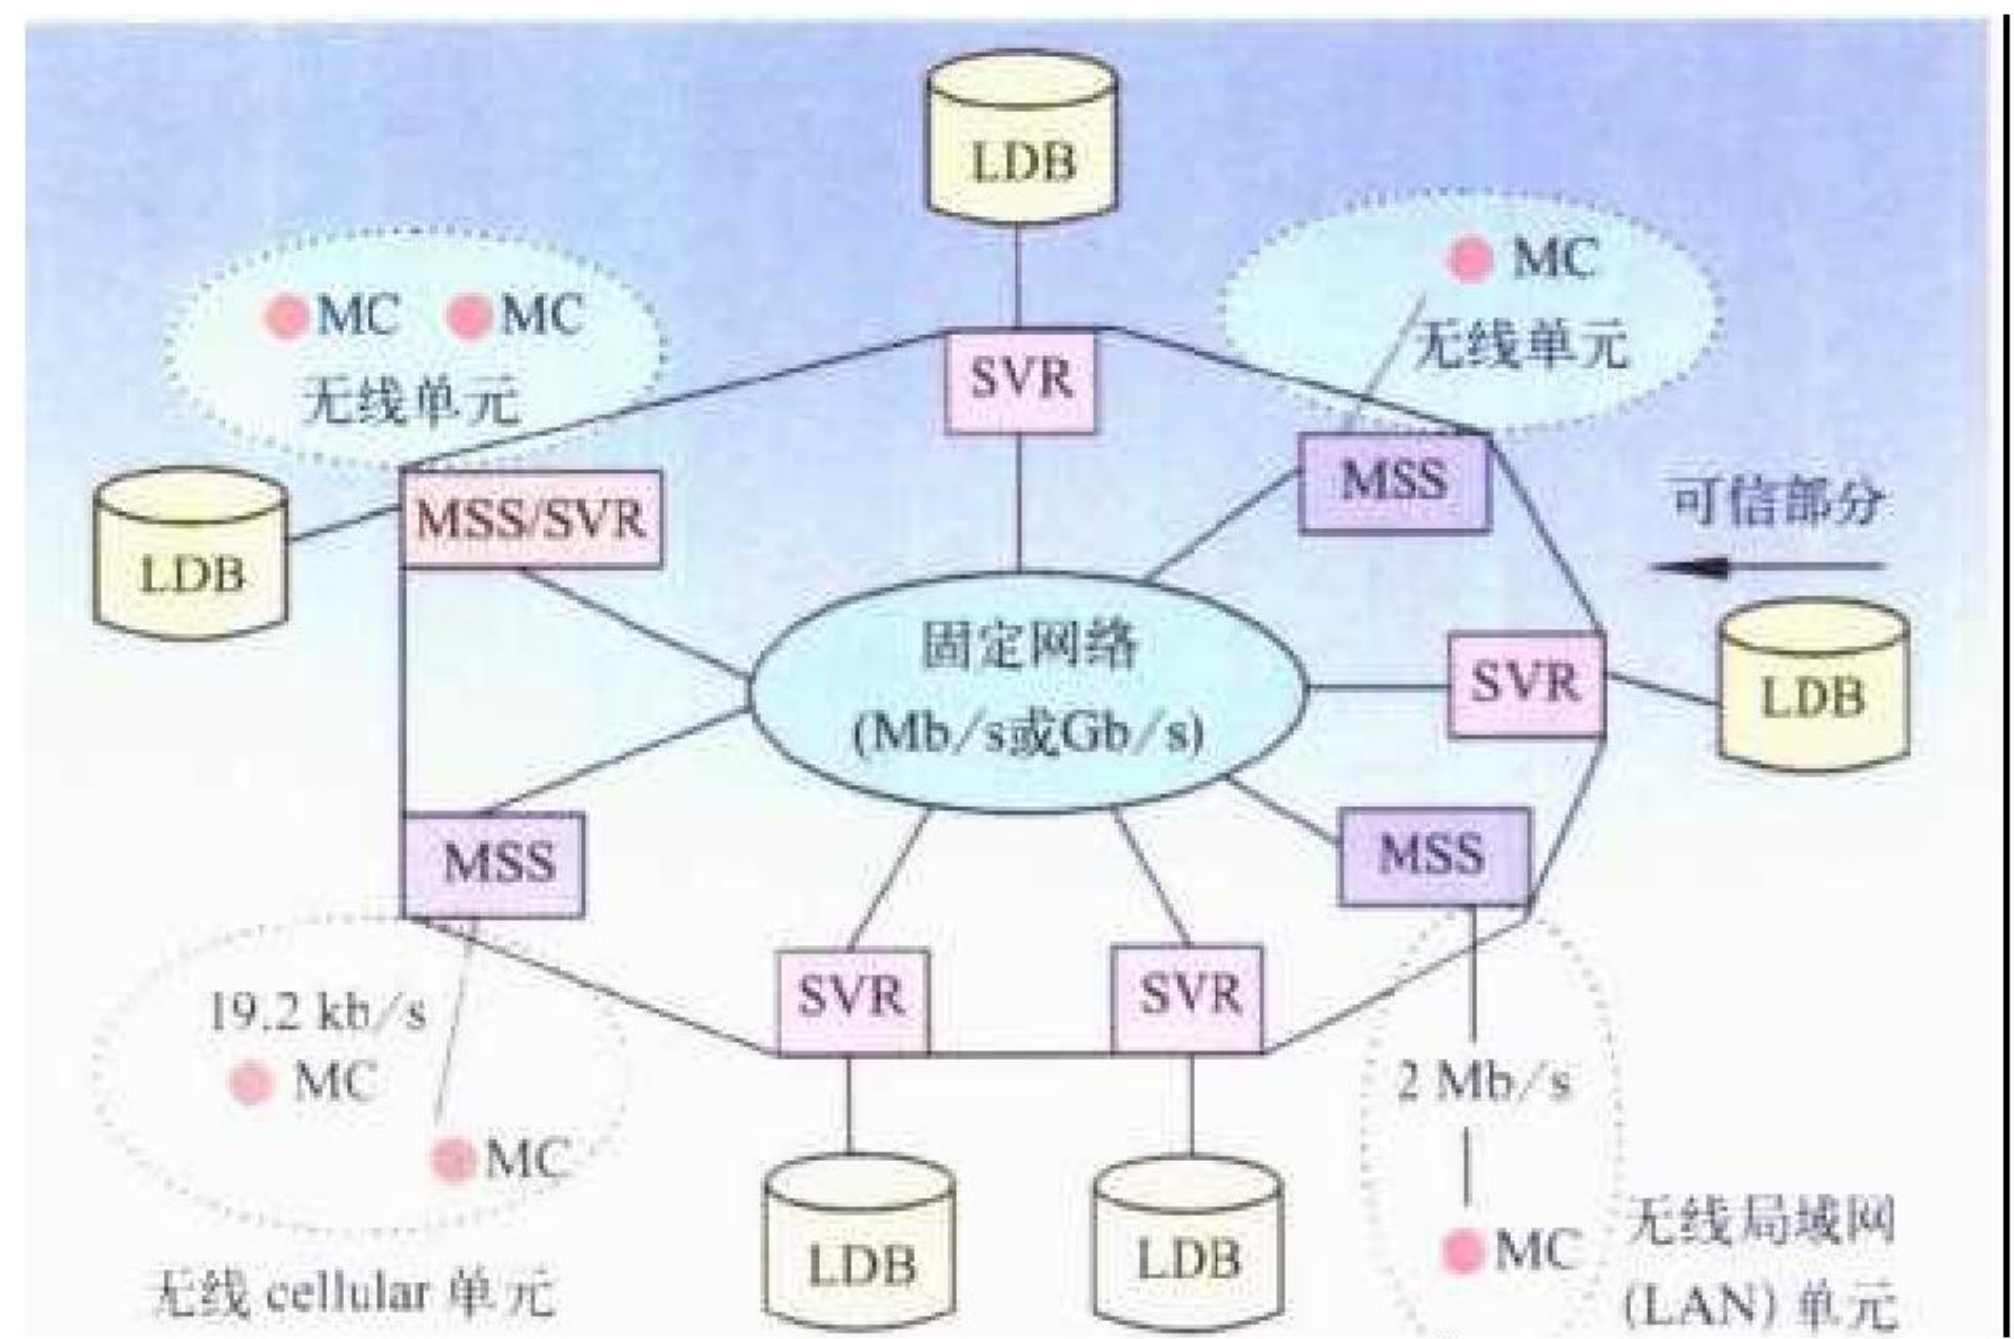 LDB
MC
MC MC
无线单元
无线单元
SVR
MSS
可信部分
MSS/SVR
LDB
固定网络
(Mb/s或Gb/s)
SVR
LDB
MSS
MSS
SVR
SVR
19.2 kb/s
MC
MC
2 Mb/s
MC
LDB
LDB
无线 cellular 单元
无线局域网
(LAN) 单元